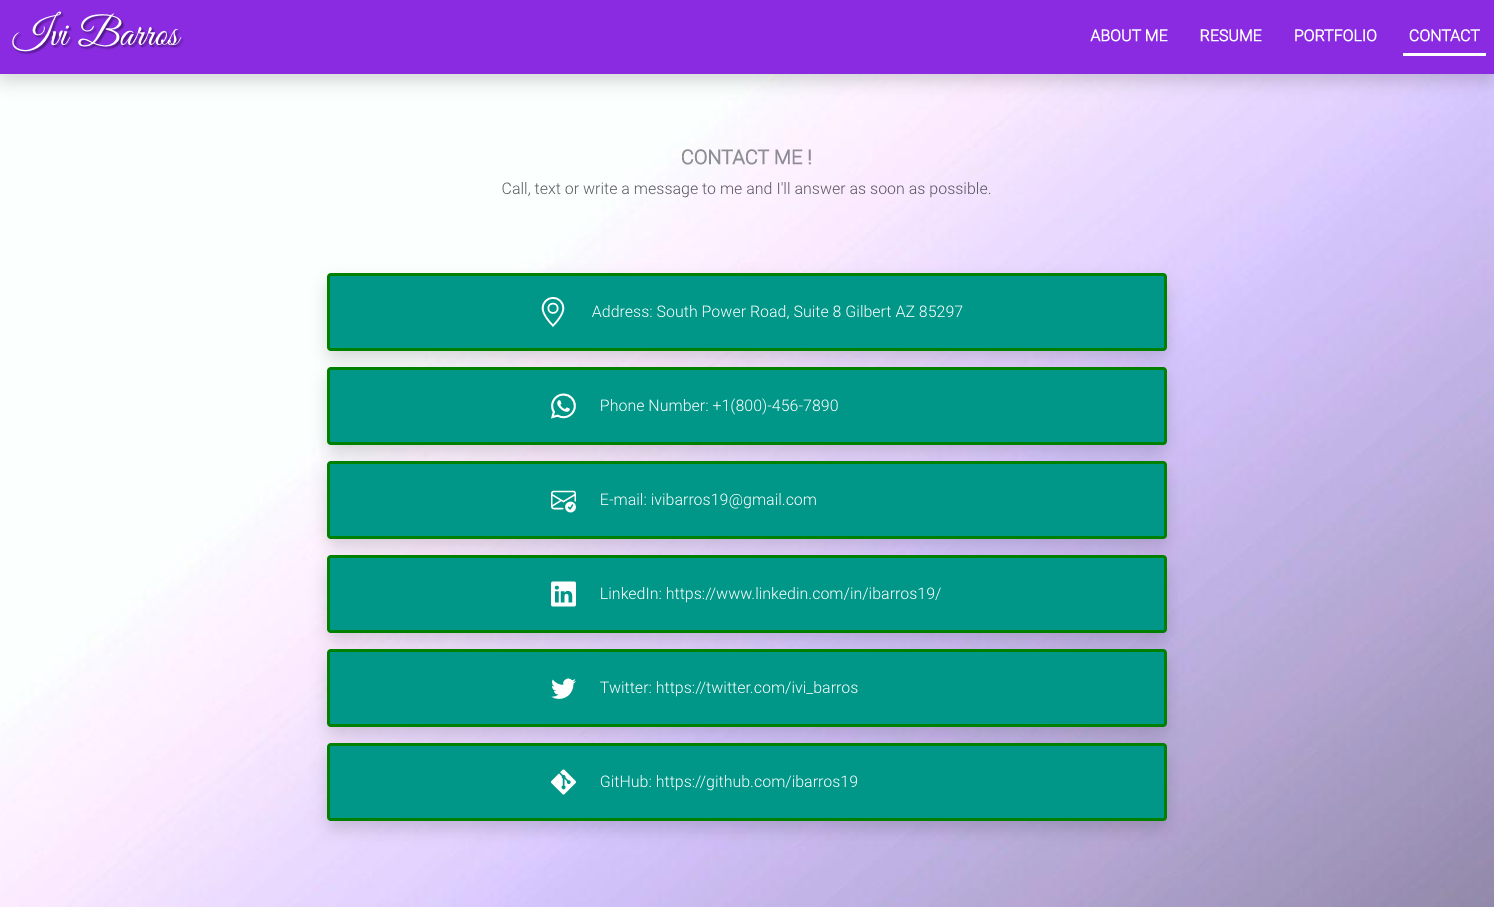 Ivi Barros
ABOUT ME RESUME PORTFOLIO CONTACT
CONTACT ME !
Call, text or write a message to me and I'll answer as soon as possible.
Address: South Power Road, Suite 8 Gilbert AZ 85297
Phone Number: +1(800)-456-7890
E-mail: ivibarros19@gmail.com
LinkedIn: https://www.linkedin.com/in/ibarros19/
Twitter: https://twitter.com/ivi_barros
GitHub: https://github.com/ibarros19